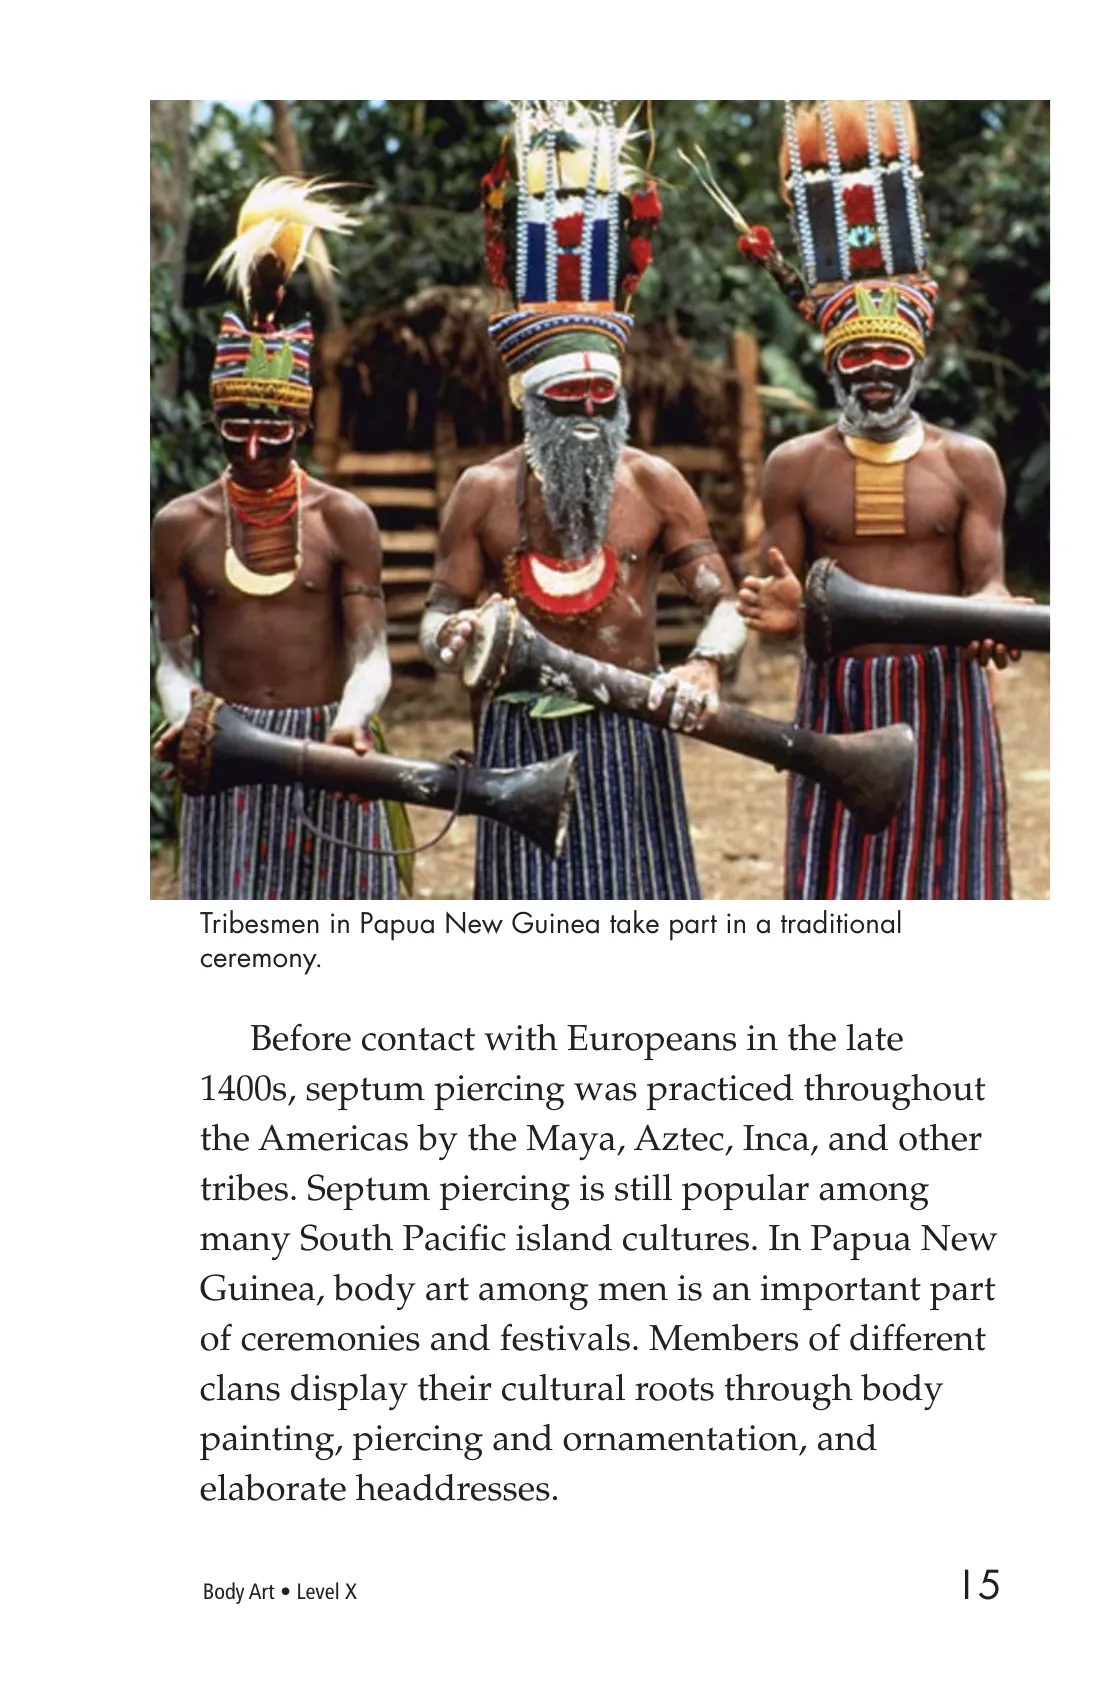 Tribesmen in Papua New Guinea take part in a traditional
ceremony.
Before contact with Europeans in the late
1400s, septum piercing was practiced throughout
the Americas by the Maya, Aztec, Inca, and other
tribes. Septum piercing is still popular among
many South Pacific island cultures. In Papua New
Guinea, body art among men is an important part
of ceremonies and festivals. Members of different
clans display their cultural roots through body
painting, piercing and ornamentation, and
elaborate headdresses.
Body Art • Level X
15